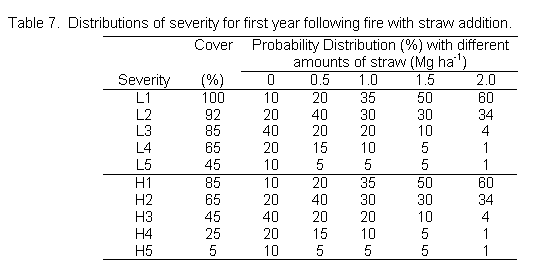 Table 7. Distributions of severity for first year following fire with straw addition.
Cover Probability Distribution (%) with different
amounts of straw (Mg ha⁻¹)
Severity (%) 0 0.5 1.0 1.5 2.0
L1 100 10 20 35 50 60
L2 92 20 40 30 30 34
L3 85 40 20 20 10 4
L4 65 20 15 10 5 1
L5 45 10 5 5 5 1
H1 85 10 20 35 50 60
H2 65 20 40 30 30 34
H3 45 40 20 20 10 4
H4 25 20 15 10 5 1
H5 5 10 5 5 5 1